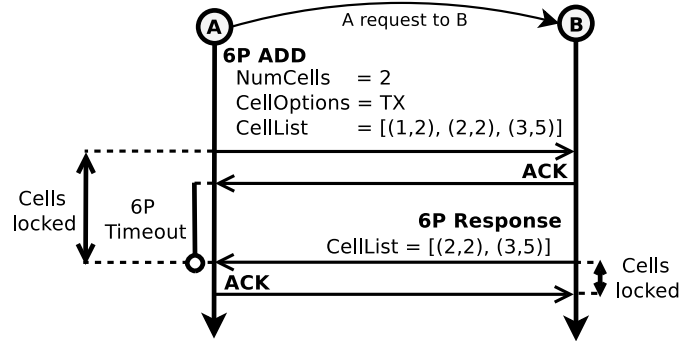 A
A request to B
B
6P ADD
NumCells = 2
CellOptions = TX
CellList = [(1,2), (2,2), (3,5)]
ACK
Cells
locked
6P
Timeout
6P Response
CellList = [(2,2), (3,5)]
ACK
Cells
locked